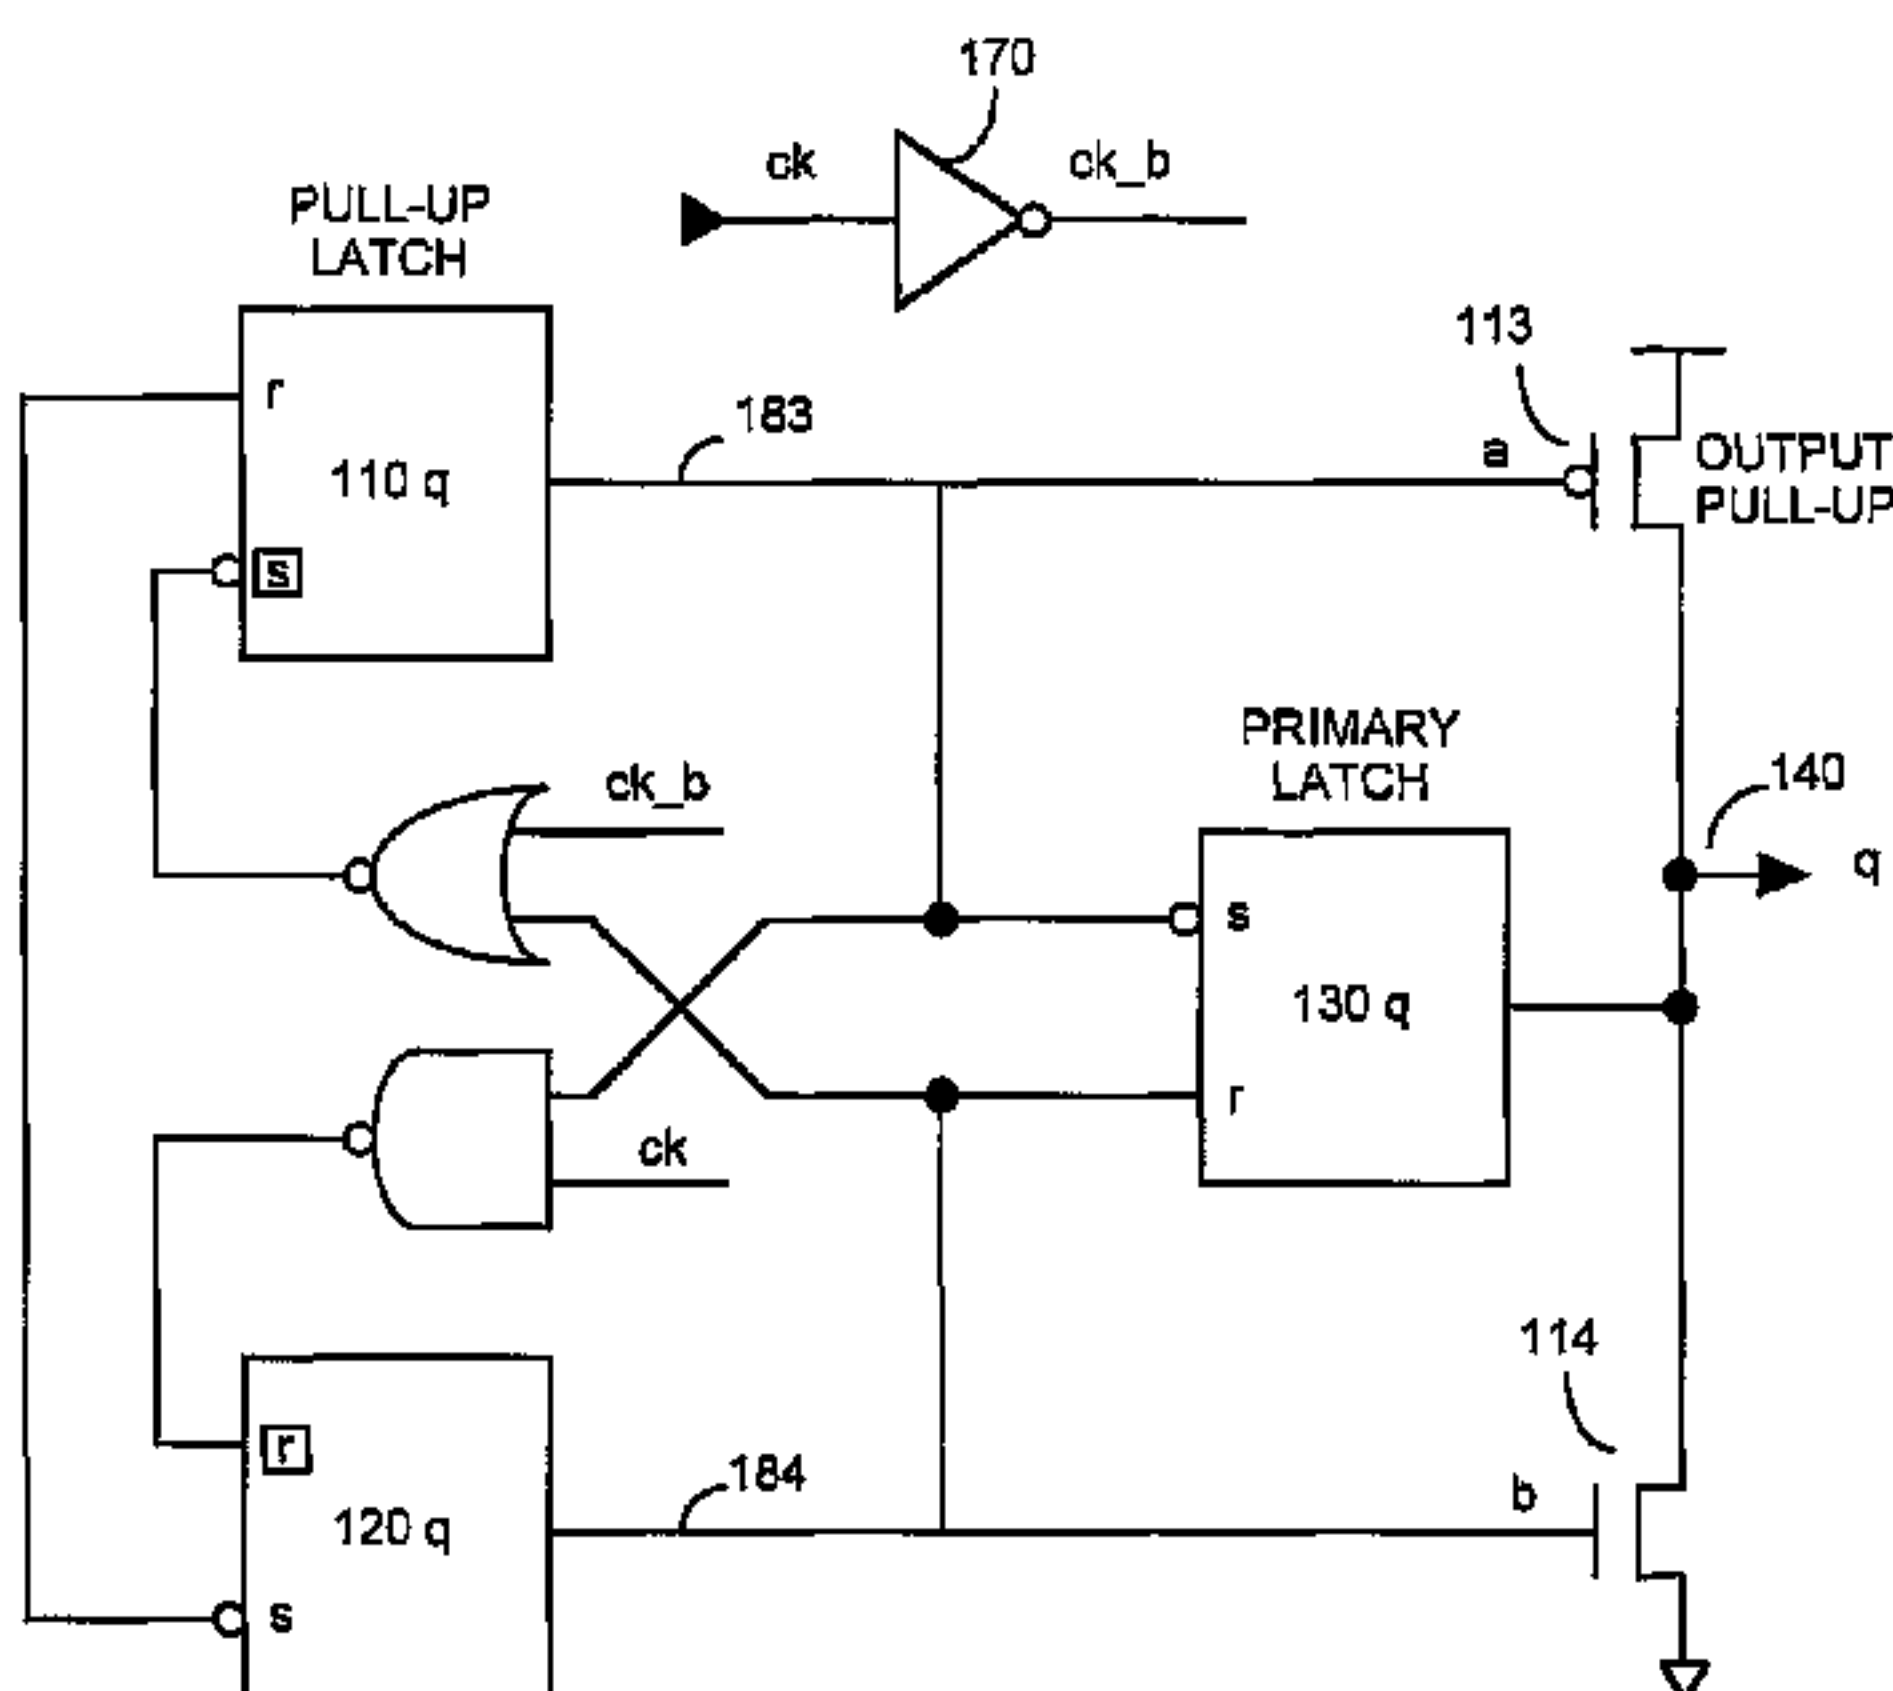 170
ck
ck_b
PULL-UP
LATCH
113
r
183
a
OUTPUT
PULL-UP
110 q
s
PRIMARY
LATCH
ck_b
140
q
s
130 q
r
ck
114
r
184
b
120 q
s